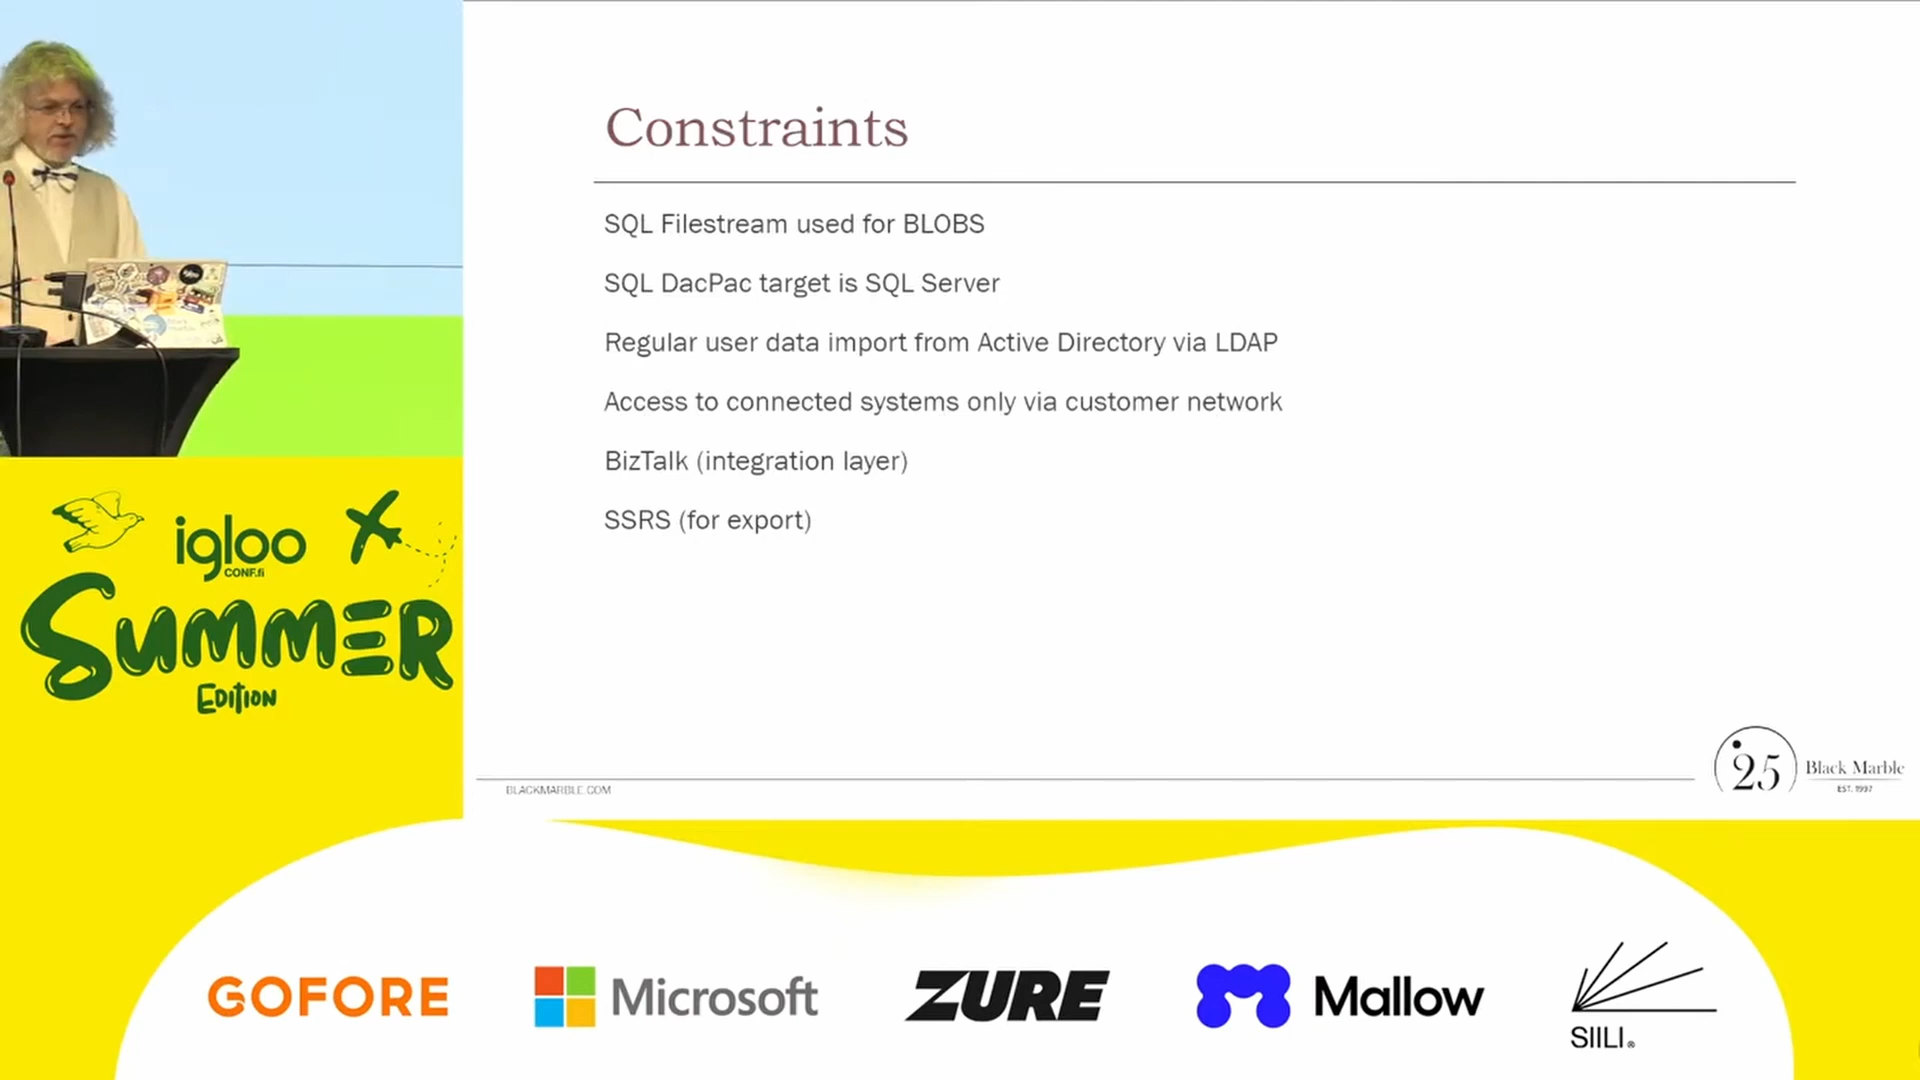 Constraints
SQL Filestream used for BLOBS
SQL DacPac target is SQL Server
Regular user data import from Active Directory via LDAP
Access to connected systems only via customer network
BizTalk (integration layer)
SSRS (for export)
BLACKMARBLE.COM
25
Black Marble
EST. 1997
igloo
CONF.fi
SUMMER
EDITION
GOFORE
Microsoft
ZURE
Mallow
SIILI®